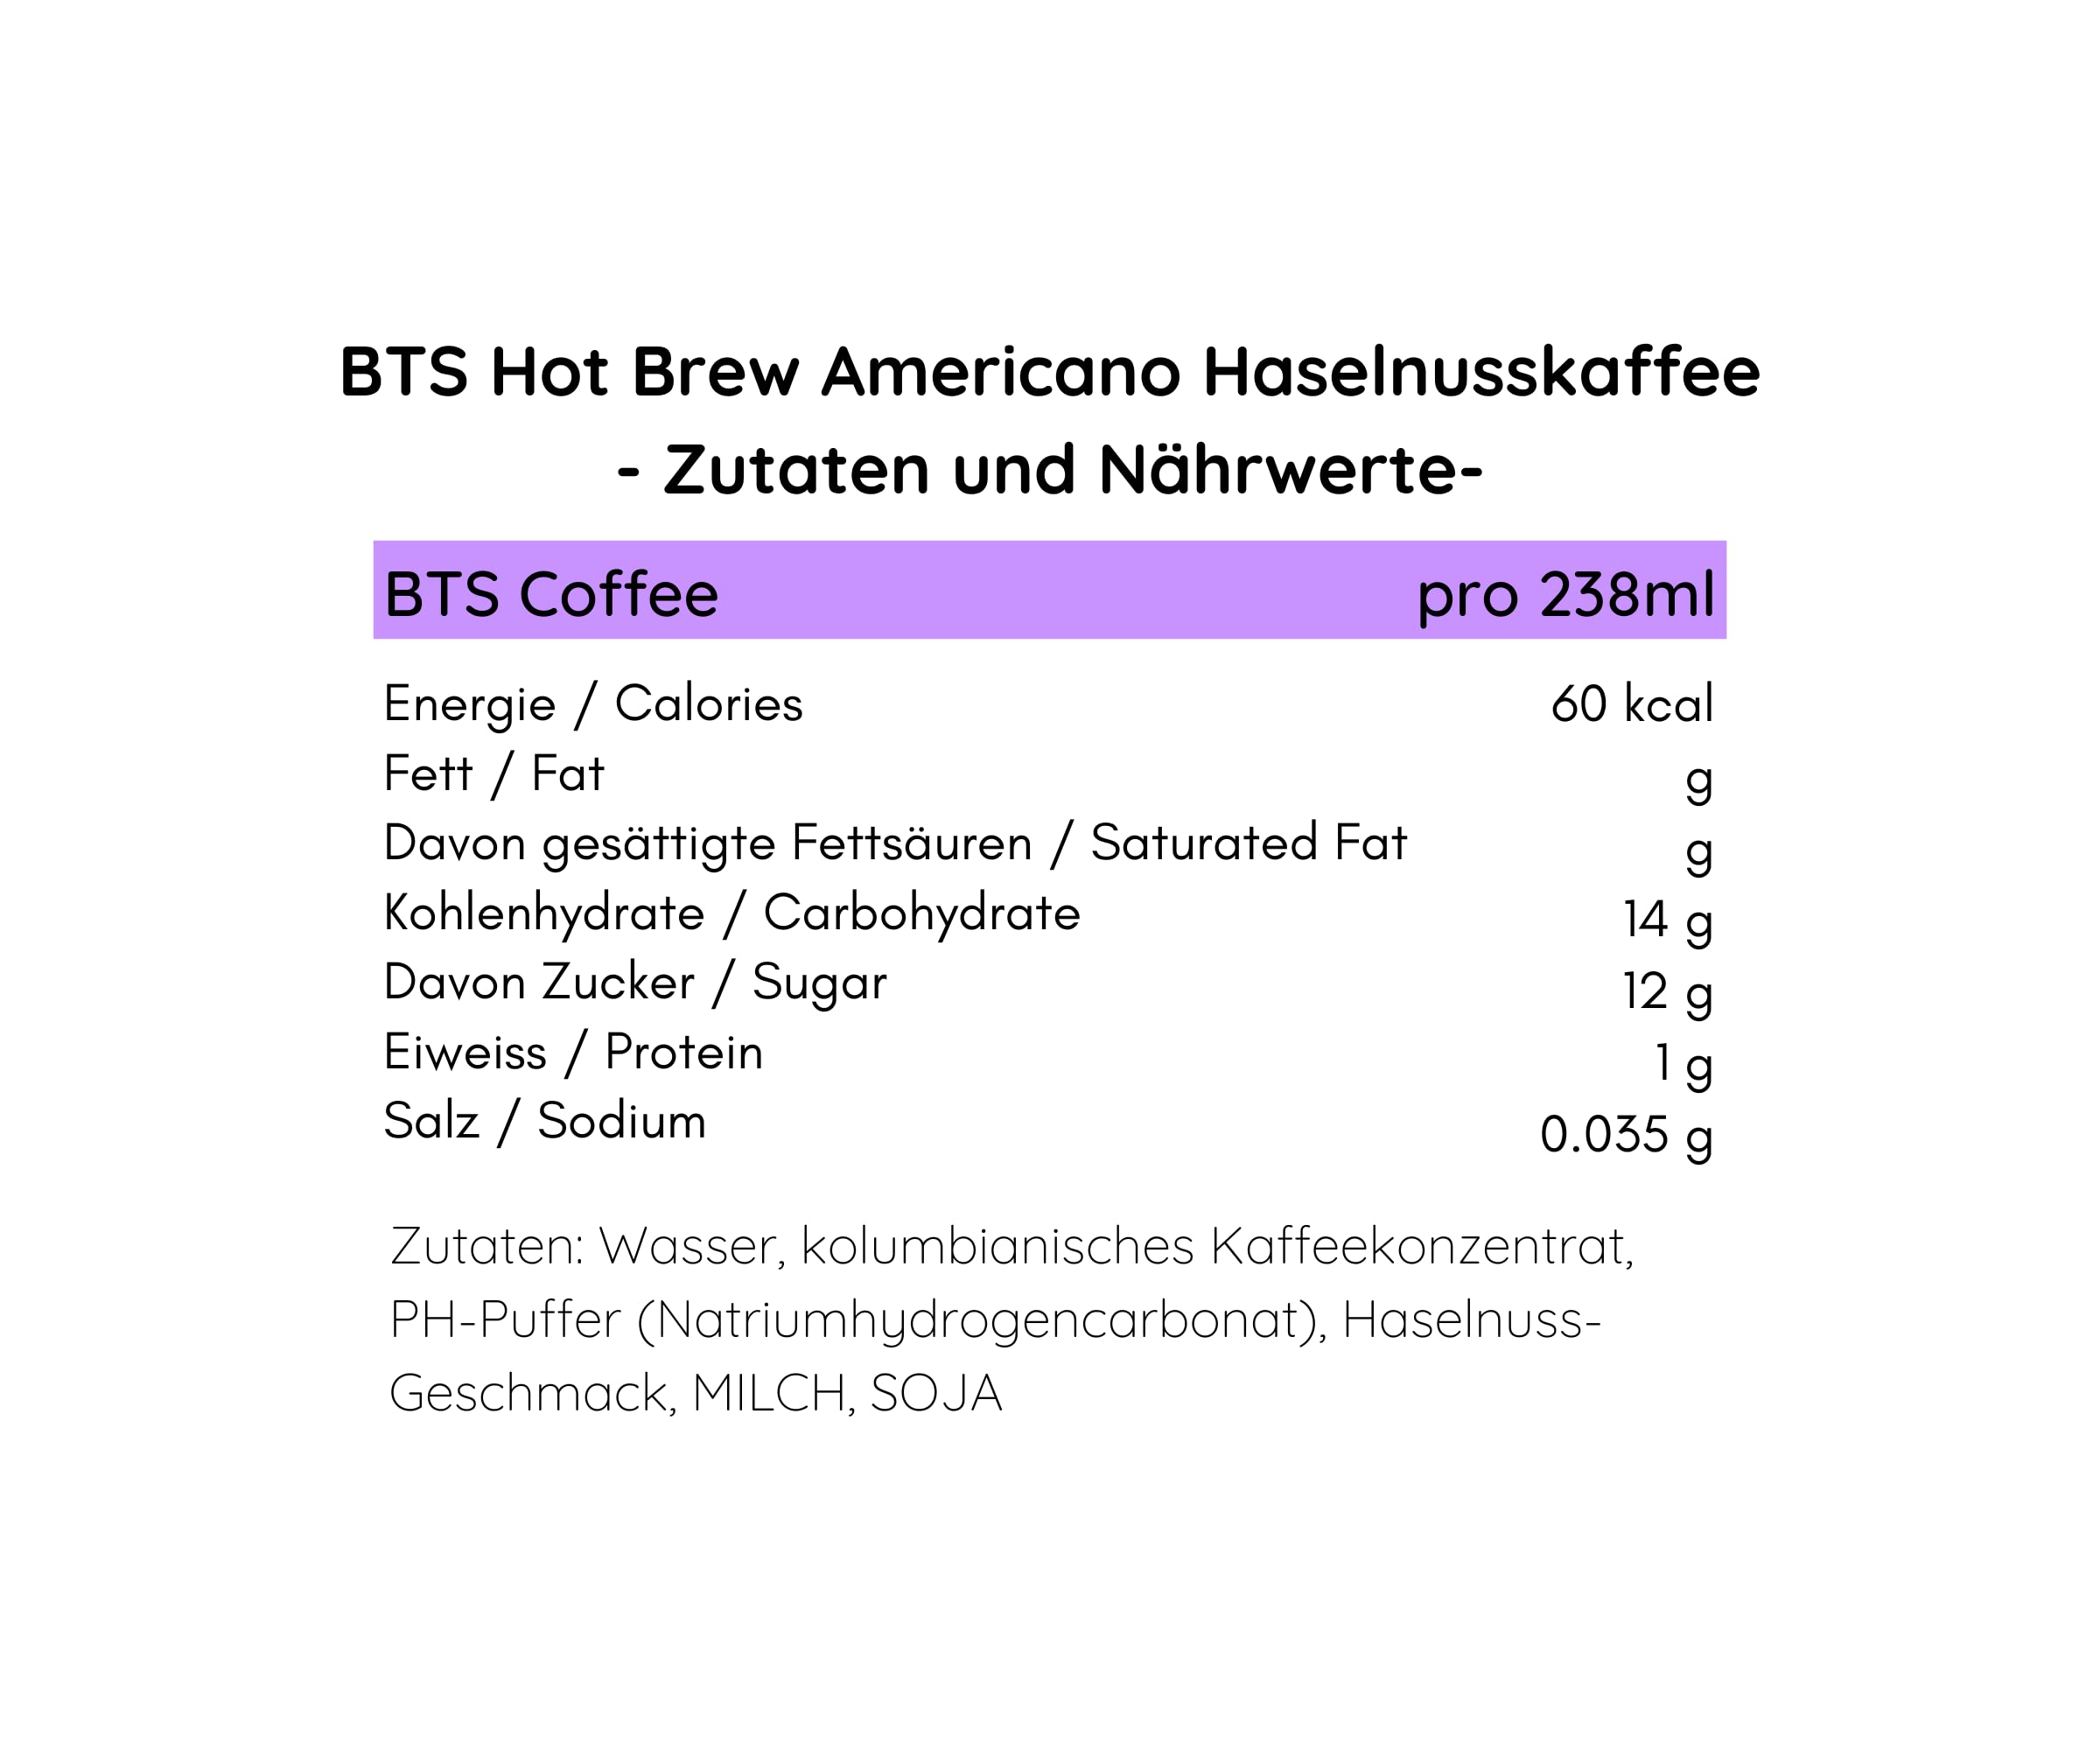 BTS Hot Brew Americano Haselnusskaffee
- Zutaten und Nährwerte-
BTS Coffee pro 238ml
Energie / Calories 60 kcal
Fett / Fat g
Davon gesättigte Fettsäuren / Saturated Fat g
Kohlenhydrate / Carbohydrate 14 g
Davon Zucker / Sugar 12 g
Eiweiss / Protein 1 g
Salz / Sodium 0.035 g
Zutaten: Wasser, kolumbianisches Kaffeekonzentrat,
PH-Puffer (Natriumhydrogencarbonat), Haselnuss-
Geschmack, MILCH, SOJA